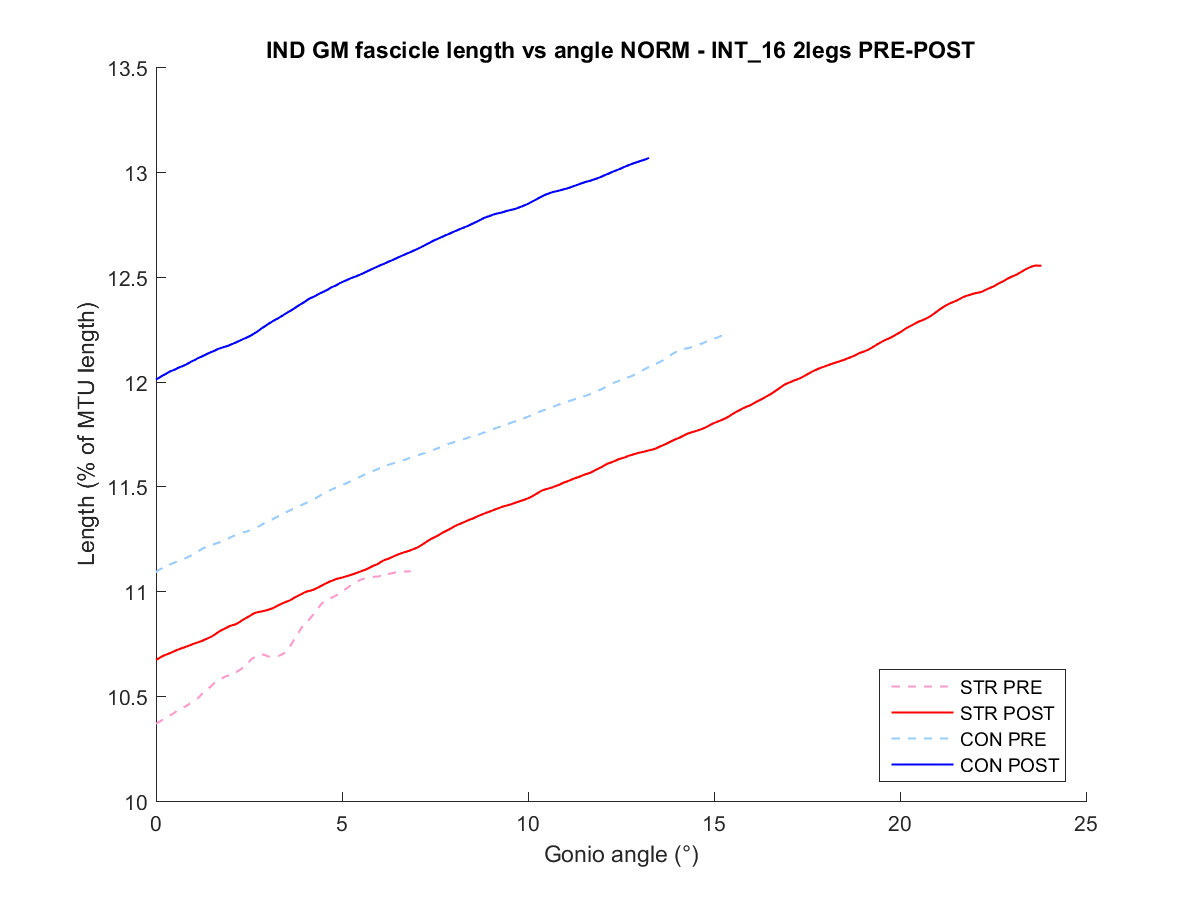 IND GM fascicle length vs angle NORM - INT_16 2legs PRE-POST
13.5
13
12.5
12
11.5
11
10.5
10
Length (% of MTU length)
0
5
10
15
20
25
Gonio angle (°)
STR PRE
STR POST
CON PRE
CON POST